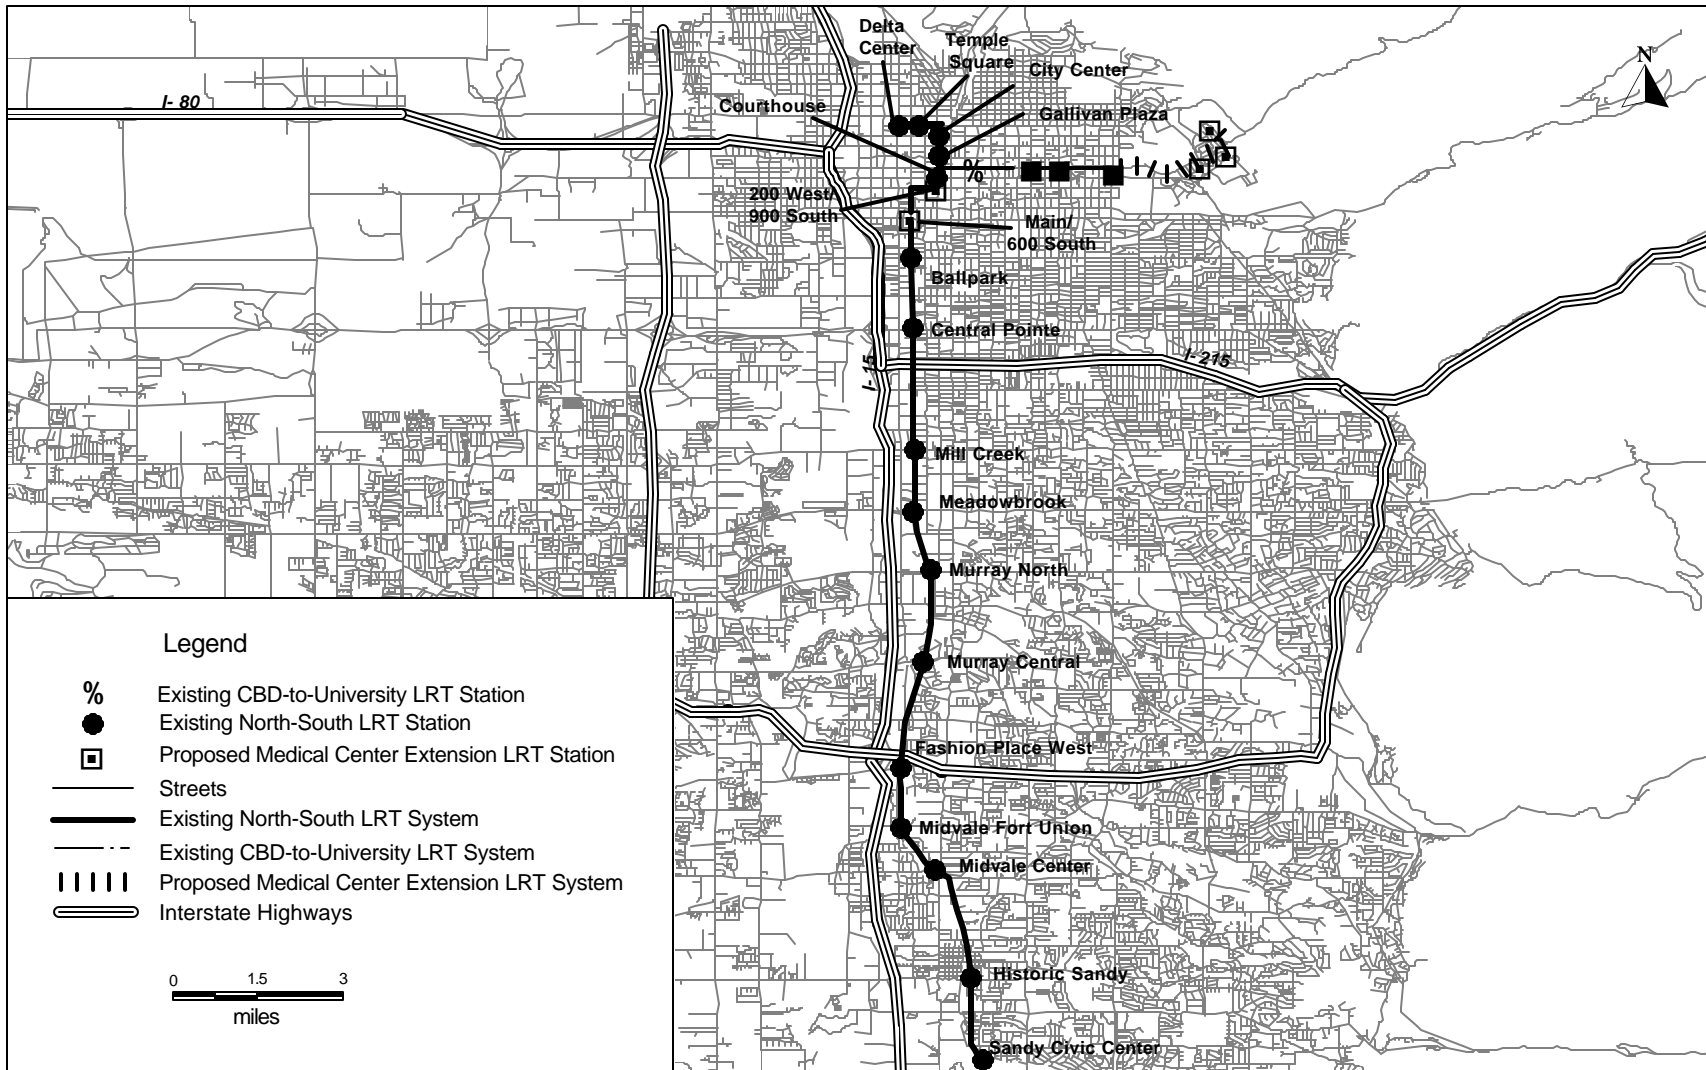 Delta
Center
Temple
Square
City Center
N
I- 80
Courthouse
Gallivan Plaza
%
200 West/
900 South
Main/
600 South
Ballpark
Central Pointe
I- 15
I- 215
Mill Creek
Meadowbrook
Murray North
Murray Central
Fashion Place West
Midvale Fort Union
Midvale Center
Historic Sandy
Sandy Civic Center
Legend
% Existing CBD-to-University LRT Station
Existing North-South LRT Station
Proposed Medical Center Extension LRT Station
Streets
Existing North-South LRT System
Existing CBD-to-University LRT System
Proposed Medical Center Extension LRT System
Interstate Highways
0 1.5 3
miles